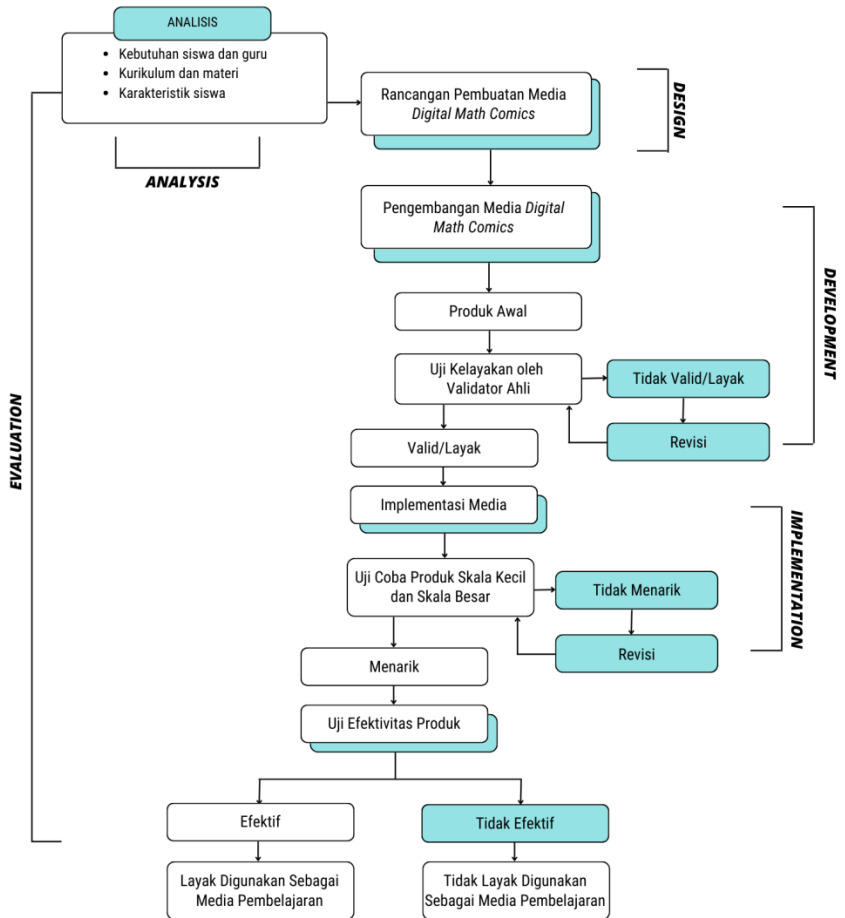 ANALISIS
• Kebutuhan siswa dan guru
• Kurikulum dan materi
• Karakteristik siswa
ANALYSIS
Rancangan Pembuatan Media
Digital Math Comics
DESIGN
Pengembangan Media Digital
Math Comics
Produk Awal
Uji Kelayakan oleh
Validator Ahli
Tidak Valid/Layak
Revisi
DEVELOPMENT
Valid/Layak
Implementasi Media
Uji Coba Produk Skala Kecil
dan Skala Besar
Tidak Menarik
Revisi
IMPLEMENTATION
Menarik
Uji Efektivitas Produk
Efektif
Tidak Efektif
Layak Digunakan Sebagai
Media Pembelajaran
Tidak Layak Digunakan
Sebagai Media Pembelajaran
EVALUATION